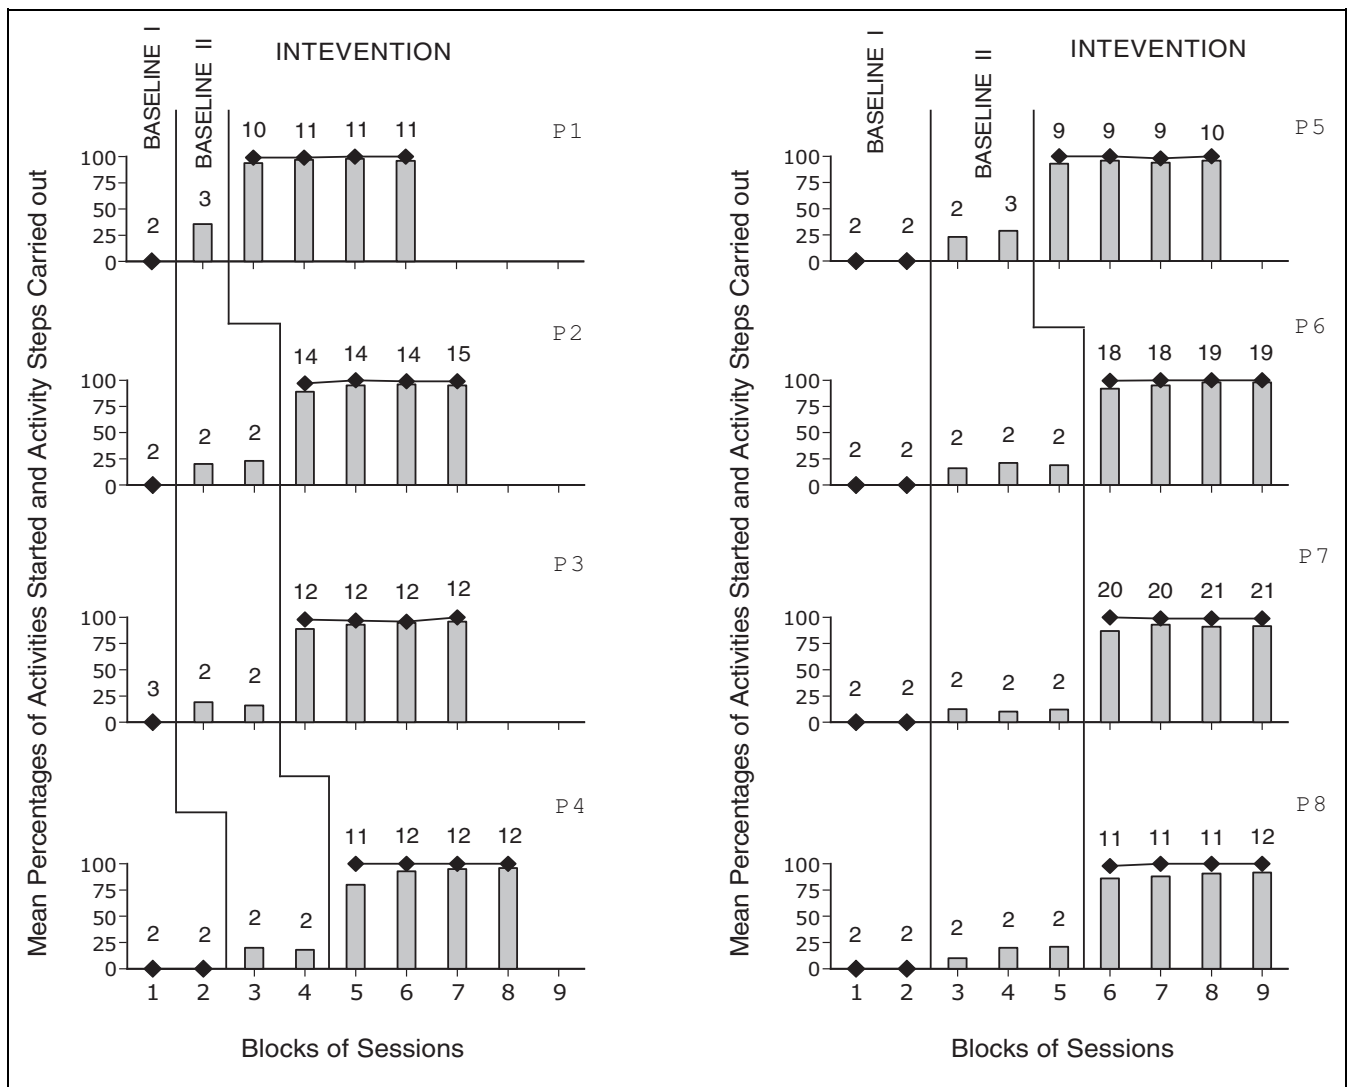 BASELINE I
BASELINE II
INTEVENTION
Mean Percentages of Activities Started and Activity Steps Carried out
P1
10 11 11 11
2 3
100
75
50
25
0
P2
14 14 14 15
2 2 2
100
75
50
25
0
P3
12 12 12 12
3 2 2
100
75
50
25
0
P4
11 12 12 12
2 2 2 2
100
75
50
25
0
1 2 3 4 5 6 7 8 9
Blocks of Sessions
BASELINE I
BASELINE II
INTEVENTION
Mean Percentages of Activities Started and Activity Steps Carried out
P5
9 9 9 10
2 2 2 3
100
75
50
25
0
P6
18 18 19 19
2 2 2 2 2
100
75
50
25
0
P7
20 20 21 21
2 2 2 2 2
100
75
50
25
0
P8
11 11 11 12
2 2 2 2 2
100
75
50
25
0
1 2 3 4 5 6 7 8 9
Blocks of Sessions